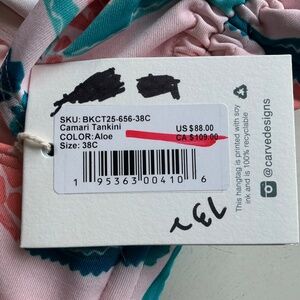 SKU: BKCT25-656-38C
Camari Tankini
COLOR: Aloe
Size: 38C
US $88.00
CA $109.00
1 95363 00410 6
This hangtag is printed with soy
ink and is 100% recyclable
@carvedesigns